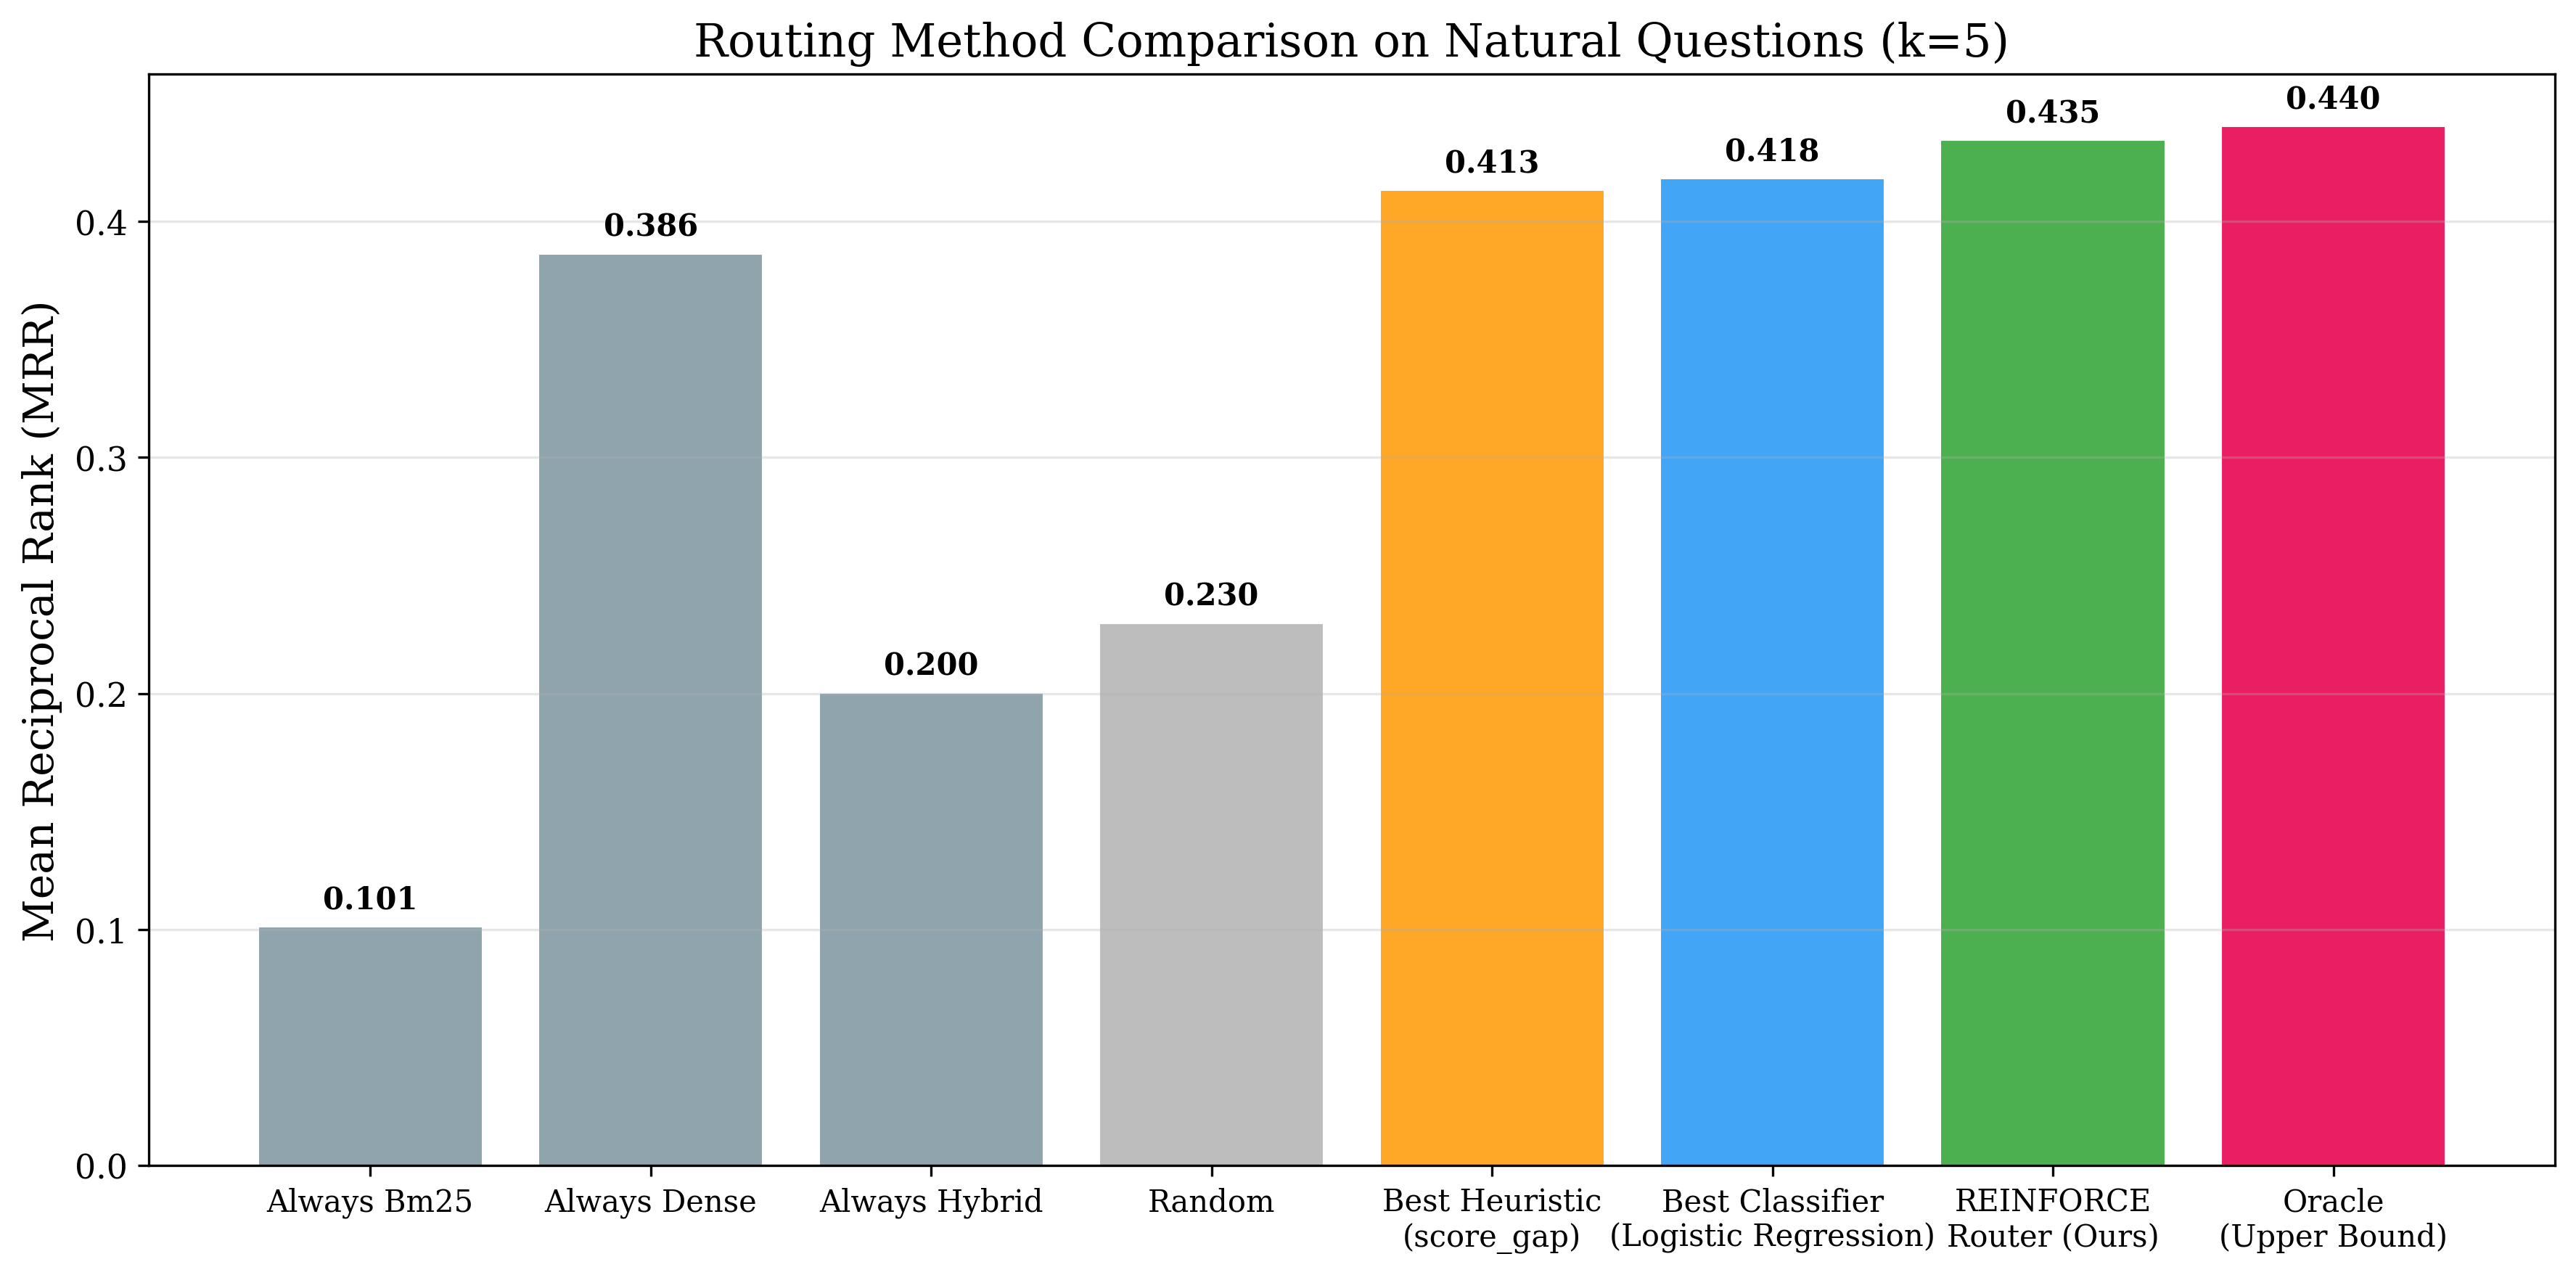 Routing Method Comparison on Natural Questions (k=5)
Mean Reciprocal Rank (MRR)
0.4
0.3
0.2
0.1
0.0
0.101
0.386
0.200
0.230
0.413
0.418
0.435
0.440
Always Bm25
Always Dense
Always Hybrid
Random
Best Heuristic
(score_gap)
Best Classifier
(Logistic Regression)
REINFORCE
Router (Ours)
Oracle
(Upper Bound)